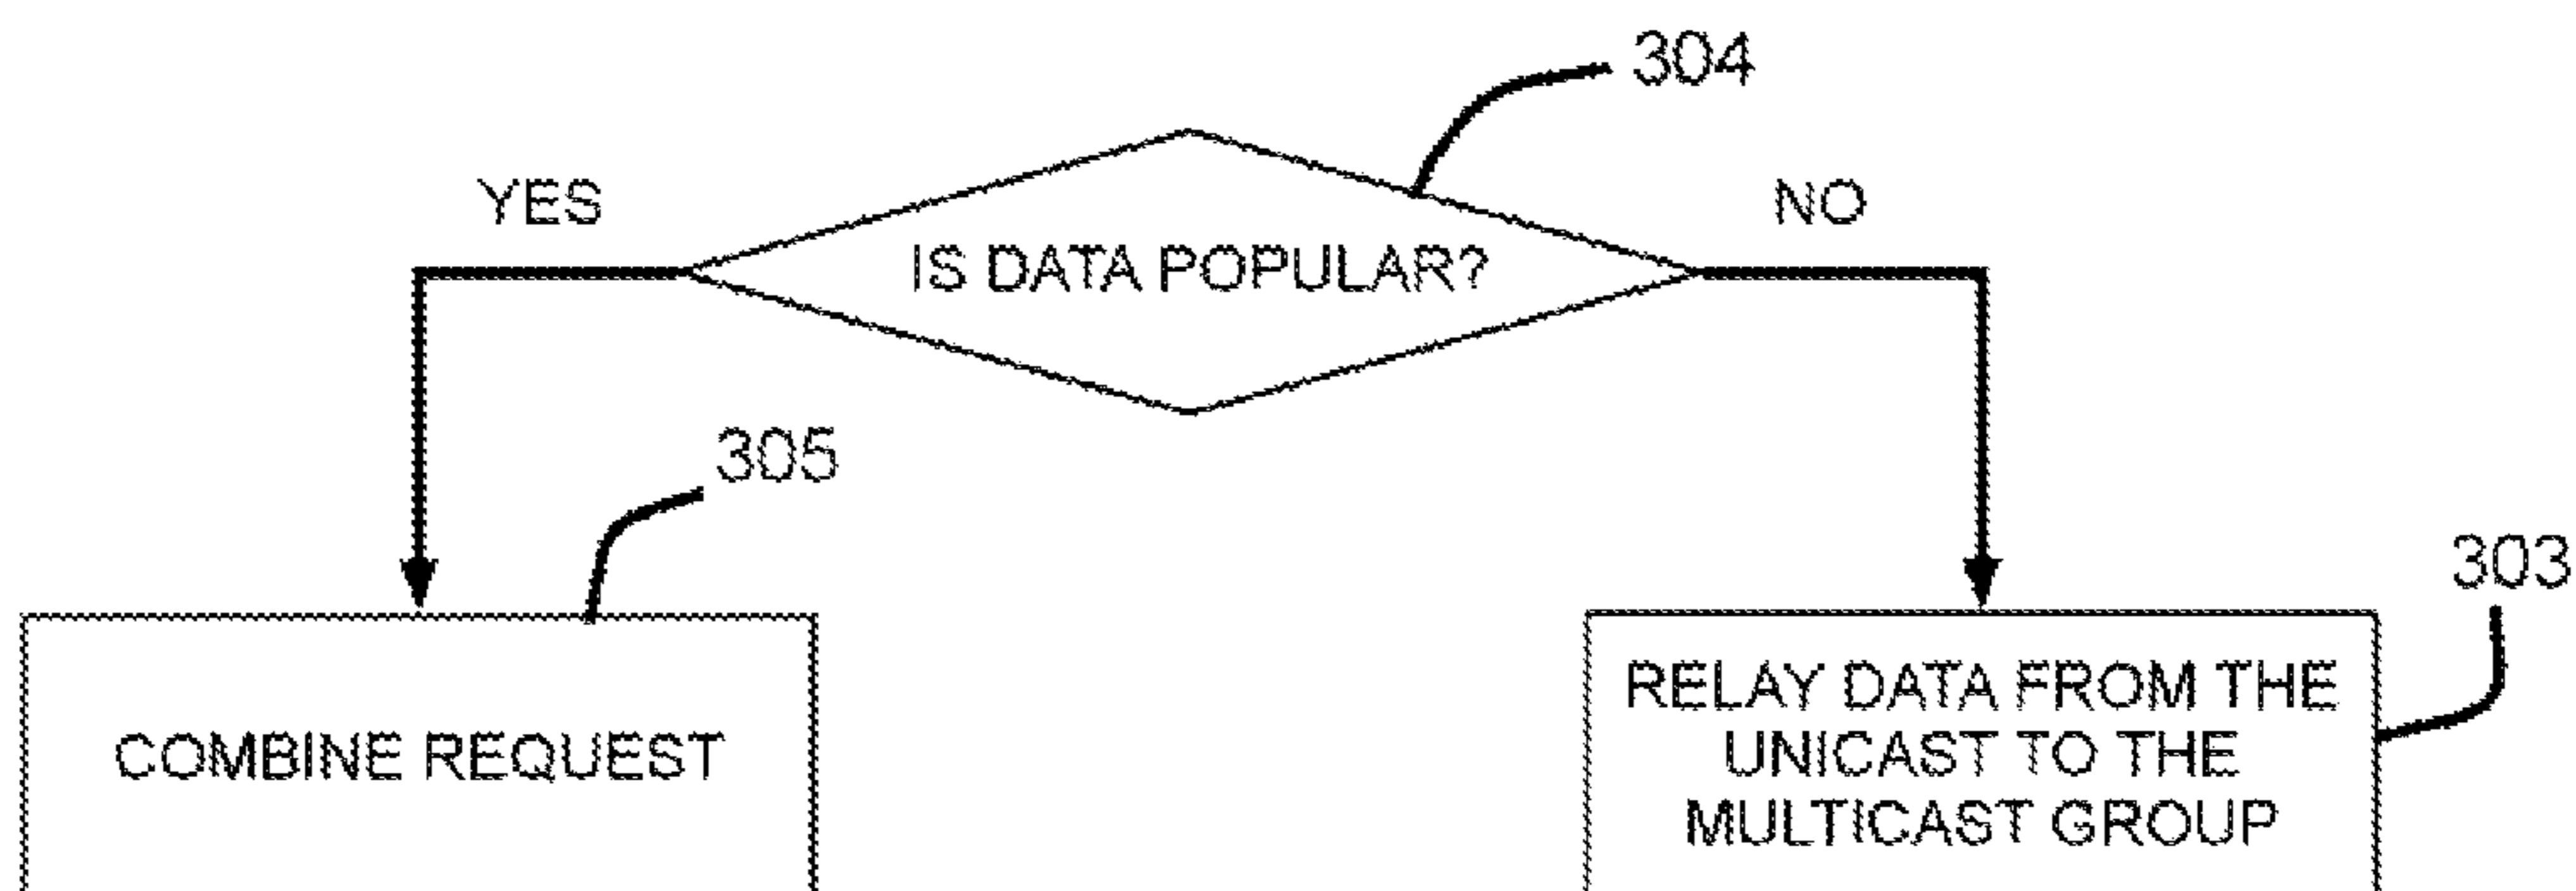 304
YES
NO
IS DATA POPULAR?
305
303
COMBINE REQUEST
RELAY DATA FROM THE
UNICAST TO THE
MULTICAST GROUP